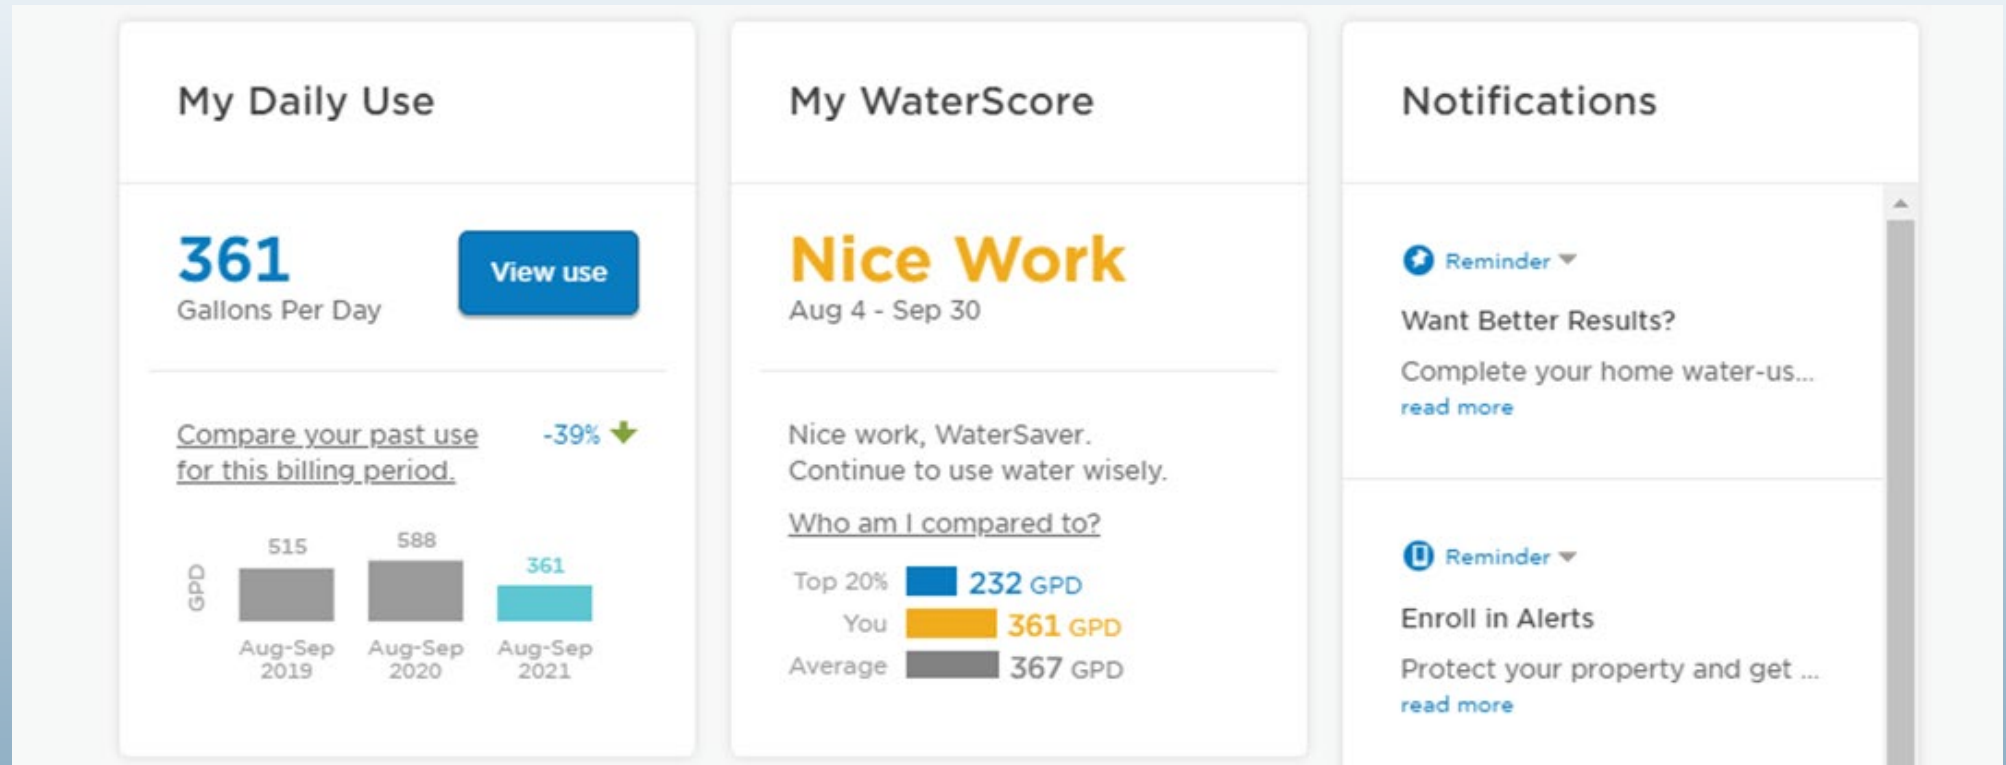 My Daily Use
361
Gallons Per Day
View use
Compare your past use
for this billing period.
-39%
GPD
515
588
361
Aug-Sep
2019
Aug-Sep
2020
Aug-Sep
2021
My WaterScore
Nice Work
Aug 4 - Sep 30
Nice work, WaterSaver.
Continue to use water wisely.
Who am I compared to?
Top 20% 232 GPD
You 361 GPD
Average 367 GPD
Notifications
Reminder
Want Better Results?
Complete your home water-us...
read more
Reminder
Enroll in Alerts
Protect your property and get ...
read more